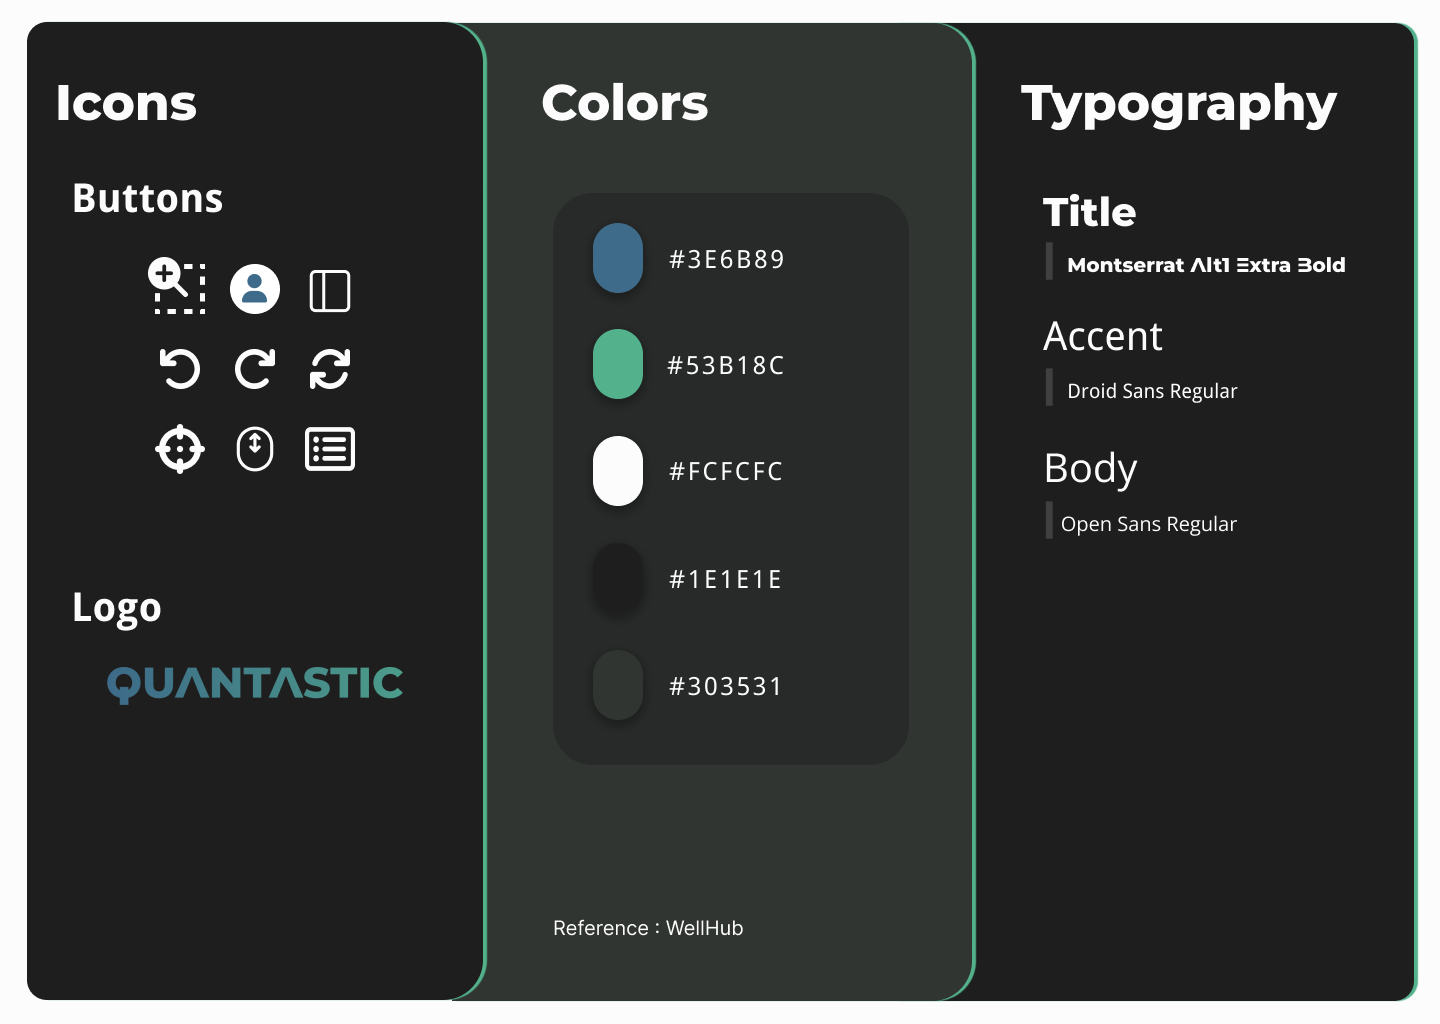 Icons
Buttons
Logo
QUANTASTIC
Colors
#3E6B89
#53B18C
#FCFCFC
#1E1E1E
#303531
Reference : WellHub
Typography
Title
Montserrat Alt1 Extra Bold
Accent
Droid Sans Regular
Body
Open Sans Regular